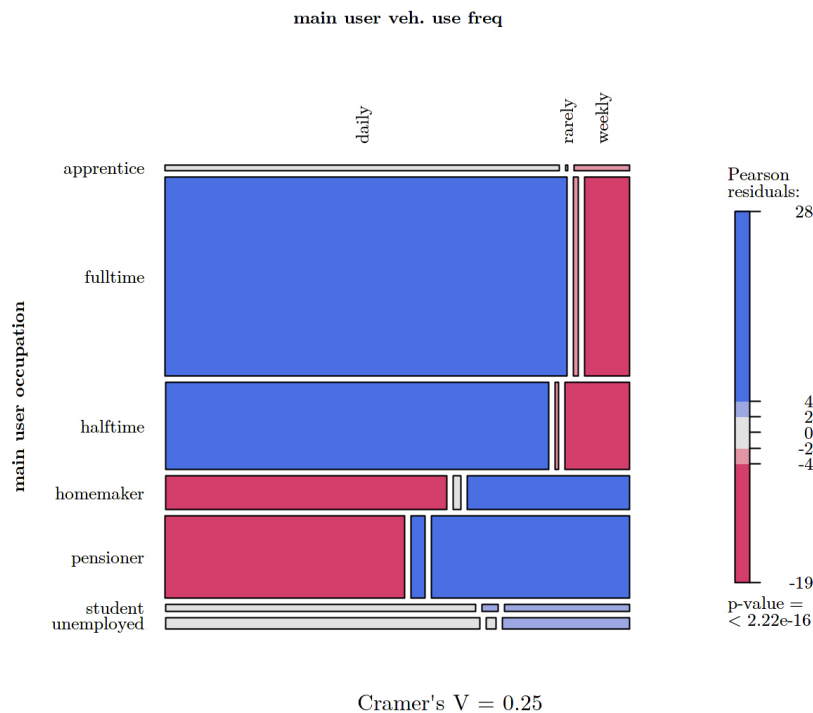 main user veh. use freq
daily
rarely
weekly
main user occupation
apprentice
fulltime
halftime
homemaker
pensioner
student
unemployed
Pearson
residuals:
28
4
2
0
-2
-4
-19
p-value =
< 2.22e-16
Cramer's V = 0.25